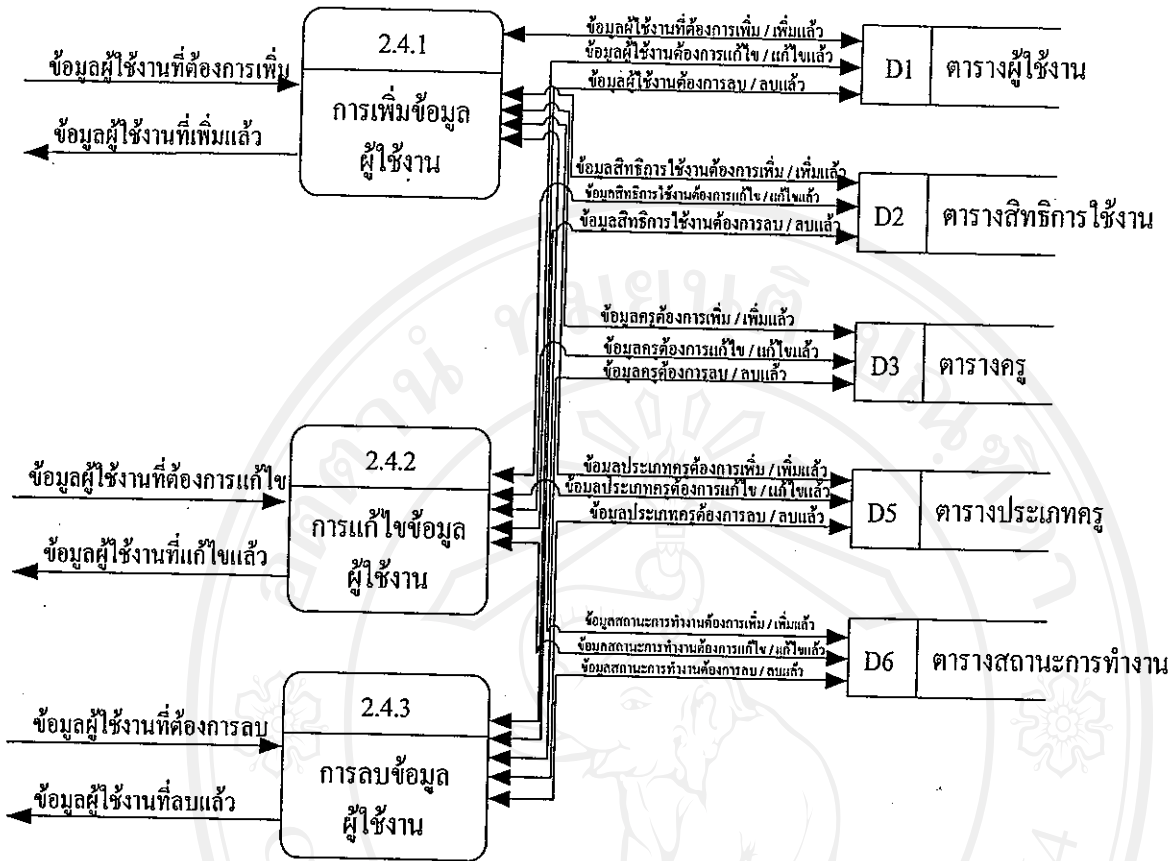 2.4.1
ข้อมูลผู้ใช้งานที่ต้องการเพิ่ม
การเพิ่มข้อมูล
ผู้ใช้งาน
ข้อมูลผู้ใช้งานที่เพิ่มแล้ว
ข้อมูลผู้ใช้งานที่ต้องการเพิ่ม / เพิ่มแล้ว
ข้อมูลผู้ใช้งานต้องการแก้ไข / แก้ไขแล้ว
ข้อมูลผู้ใช้งานต้องการลบ / ลบแล้ว
D1 ตารางผู้ใช้งาน
ข้อมูลสิทธิการใช้งานต้องการเพิ่ม / เพิ่มแล้ว
ข้อมูลสิทธิการใช้งานต้องการแก้ไข / แก้ไขแล้ว
ข้อมูลสิทธิการใช้งานต้องการลบ / ลบแล้ว
D2 ตารางสิทธิการใช้งาน
ข้อมูลครูต้องการเพิ่ม / เพิ่มแล้ว
ข้อมูลครูต้องการแก้ไข / แก้ไขแล้ว
ข้อมูลครูต้องการลบ / ลบแล้ว
D3 ตารางครู
2.4.2
ข้อมูลผู้ใช้งานที่ต้องการแก้ไข
การแก้ไขข้อมูล
ผู้ใช้งาน
ข้อมูลผู้ใช้งานที่แก้ไขแล้ว
ข้อมูลประเภทครูต้องการเพิ่ม / เพิ่มแล้ว
ข้อมูลประเภทครูต้องการแก้ไข / แก้ไขแล้ว
ข้อมูลประเภทครูต้องการลบ / ลบแล้ว
D5 ตารางประเภทครู
ข้อมูลสถานะการทำงานต้องการเพิ่ม / เพิ่มแล้ว
ข้อมูลสถานะการทำงานต้องการแก้ไข / แก้ไขแล้ว
ข้อมูลสถานะการทำงานต้องการลบ / ลบแล้ว
D6 ตารางสถานะการทำงาน
2.4.3
ข้อมูลผู้ใช้งานที่ต้องการลบ
การลบข้อมูล
ผู้ใช้งาน
ข้อมูลผู้ใช้งานที่ลบแล้ว